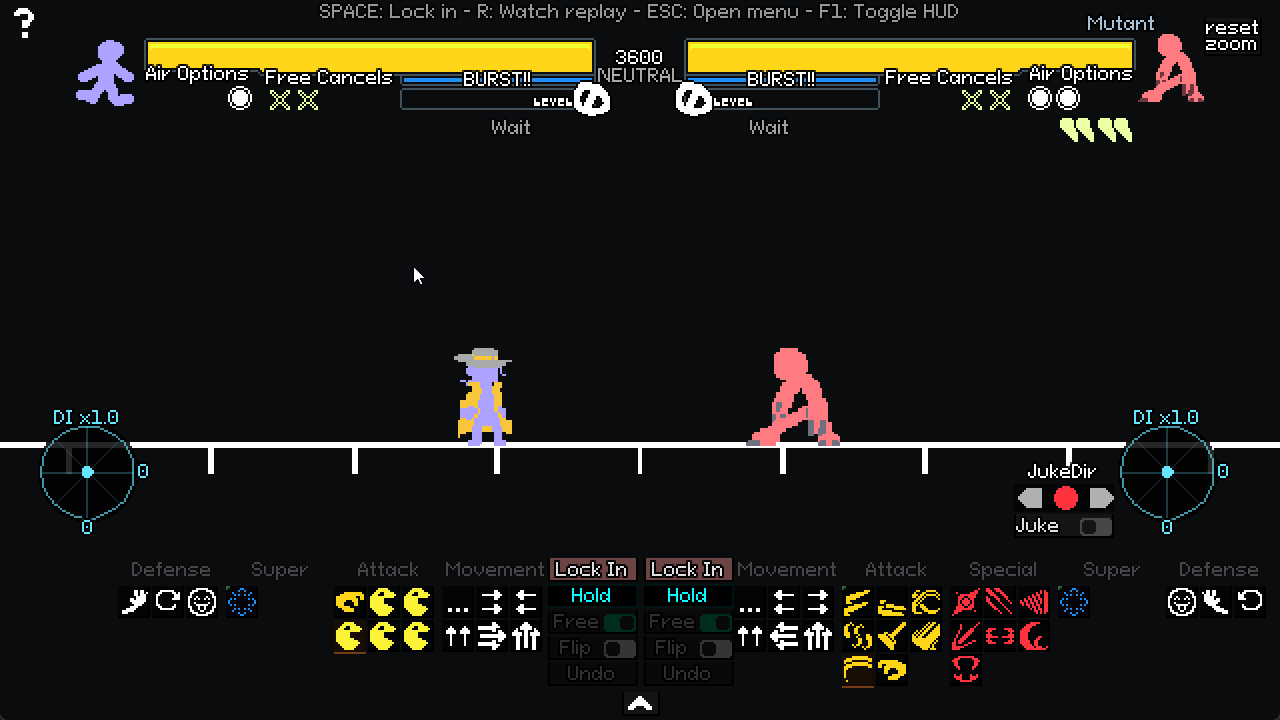 ?
SPACE: Lock in - R: Watch replay - ESC: Open menu - F1: Toggle HUD
Mutant
reset
zoom
3600
NEUTRAL
Air Options
Free Cancels
BURST!!
BURST!!
Free Cancels
Air Options
LEVEL 0
0 LEVEL
Wait
Wait
DI x1.0
0
0
DI x1.0
0
0
JukeDir
Juke
Defense
Super
Attack
Movement
Lock In
Lock In
Movement
Attack
Special
Super
Defense
Hold
Hold
...
...
Free
Free
Flip
Flip
Undo
Undo